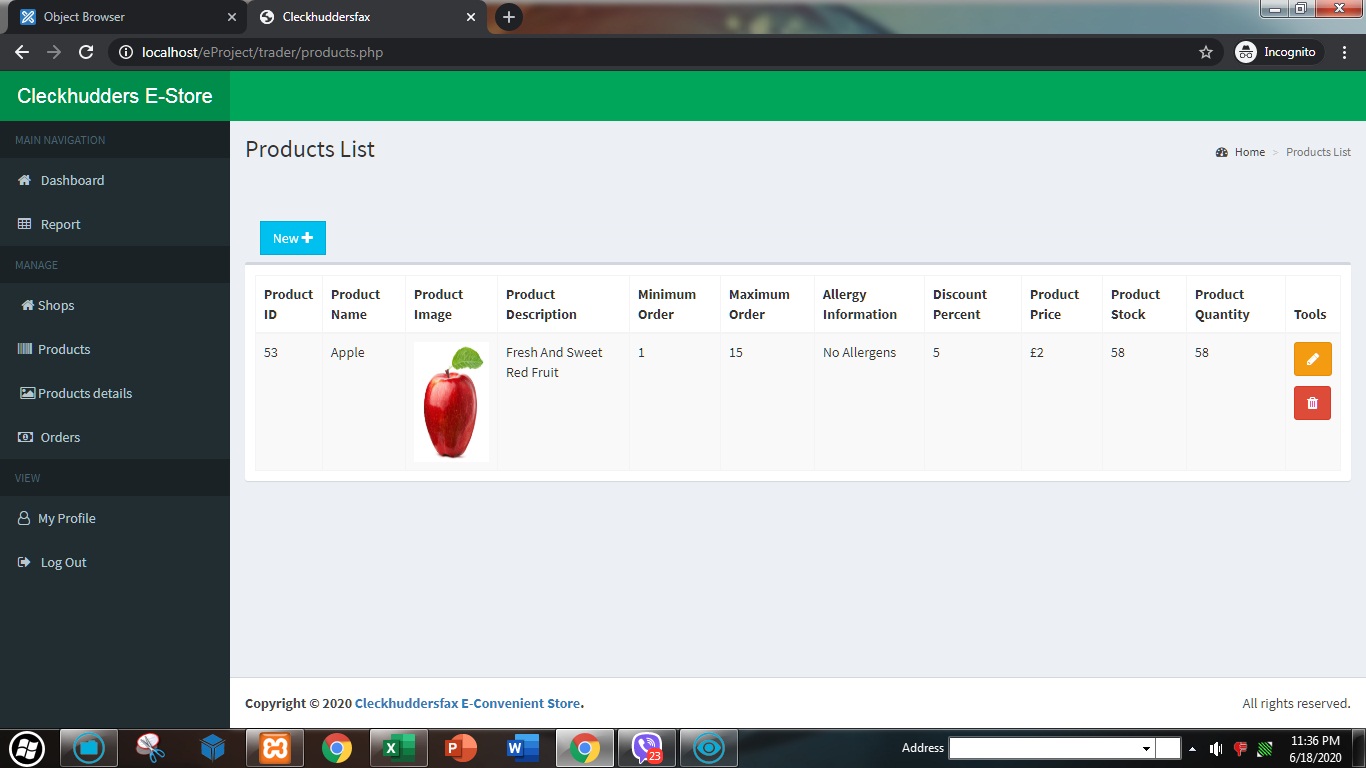 Object Browser
Cleckhuddersfax
localhost/eProject/trader/products.php
Incognito
Cleckhudders E-Store
MAIN NAVIGATION
Dashboard
Report
MANAGE
Shops
Products
Products details
Orders
VIEW
My Profile
Log Out
Products List
Home > Products List
New
Product ID
Product Name
Product Image
Product Description
Minimum Order
Maximum Order
Allergy Information
Discount Percent
Product Price
Product Stock
Product Quantity
Tools
53
Apple
Fresh And Sweet
Red Fruit
1
15
No Allergens
5
£2
58
58
Copyright © 2020 Cleckhuddersfax E-Convenient Store.
All rights reserved.
23
Address
11:36 PM
6/18/2020